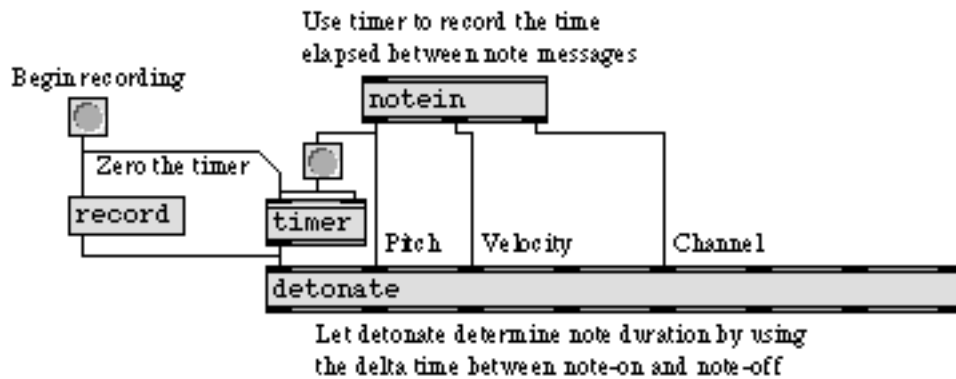 Use timer to record the time
elapsed between note messages
Begin recording
notein
Zero the timer
record
timer
Pitch
Velocity
Channel
detonate
Let detonate determine note duration by using
the delta time between note-on and note-off